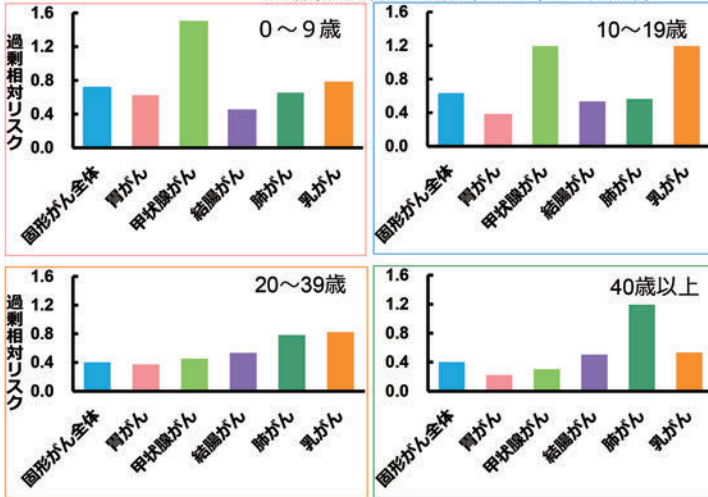 0～9歳
過剰相対リスク
1.6
1.2
0.8
0.4
0.0
固形がん全体
胃がん
甲状腺がん
結腸がん
肺がん
乳がん
10～19歳
1.6
1.2
0.8
0.4
0.0
固形がん全体
胃がん
甲状腺がん
結腸がん
肺がん
乳がん
20～39歳
過剰相対リスク
1.6
1.2
0.8
0.4
0.0
固形がん全体
胃がん
甲状腺がん
結腸がん
肺がん
乳がん
40歳以上
1.6
1.2
0.8
0.4
0.0
固形がん全体
胃がん
甲状腺がん
結腸がん
肺がん
乳がん